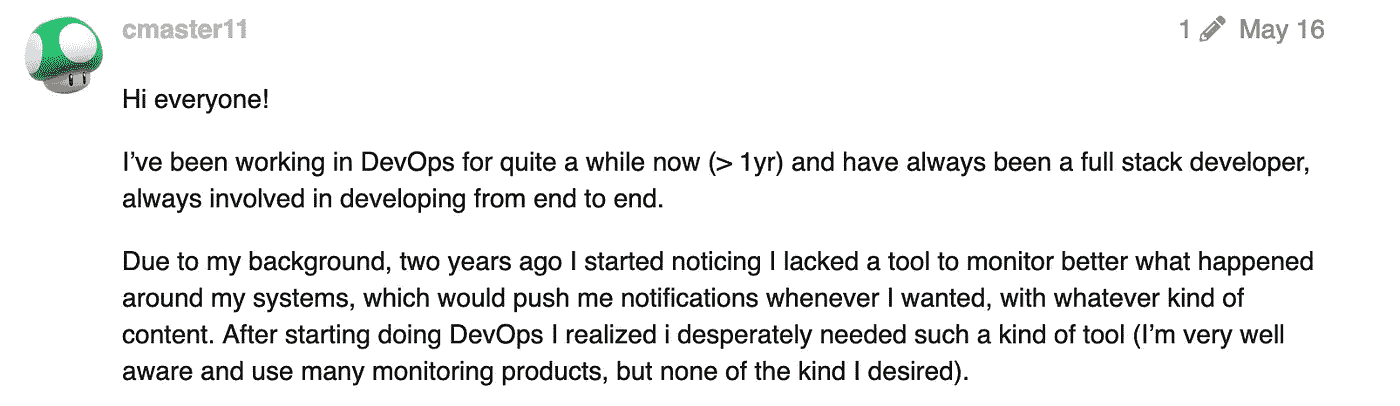 cmaster11
1 May 16
Hi everyone!
I’ve been working in DevOps for quite a while now (> 1yr) and have always been a full stack developer,
always involved in developing from end to end.
Due to my background, two years ago I started noticing I lacked a tool to monitor better what happened
around my systems, which would push me notifications whenever I wanted, with whatever kind of
content. After starting doing DevOps I realized i desperately needed such a kind of tool (I’m very well
aware and use many monitoring products, but none of the kind I desired).